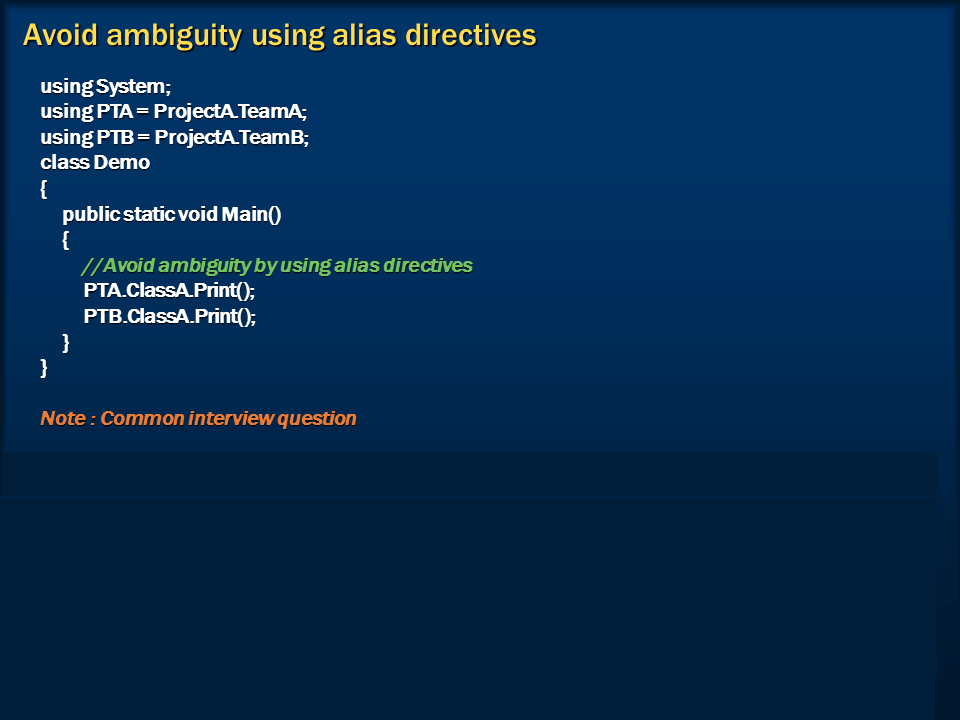 Avoid ambiguity using alias directives
using System;
using PTA = ProjectA.TeamA;
using PTB = ProjectA.TeamB;
class Demo
{
public static void Main()
{
//Avoid ambiguity by using alias directives
PTA.ClassA.Print();
PTB.ClassA.Print();
}
}
Note : Common interview question